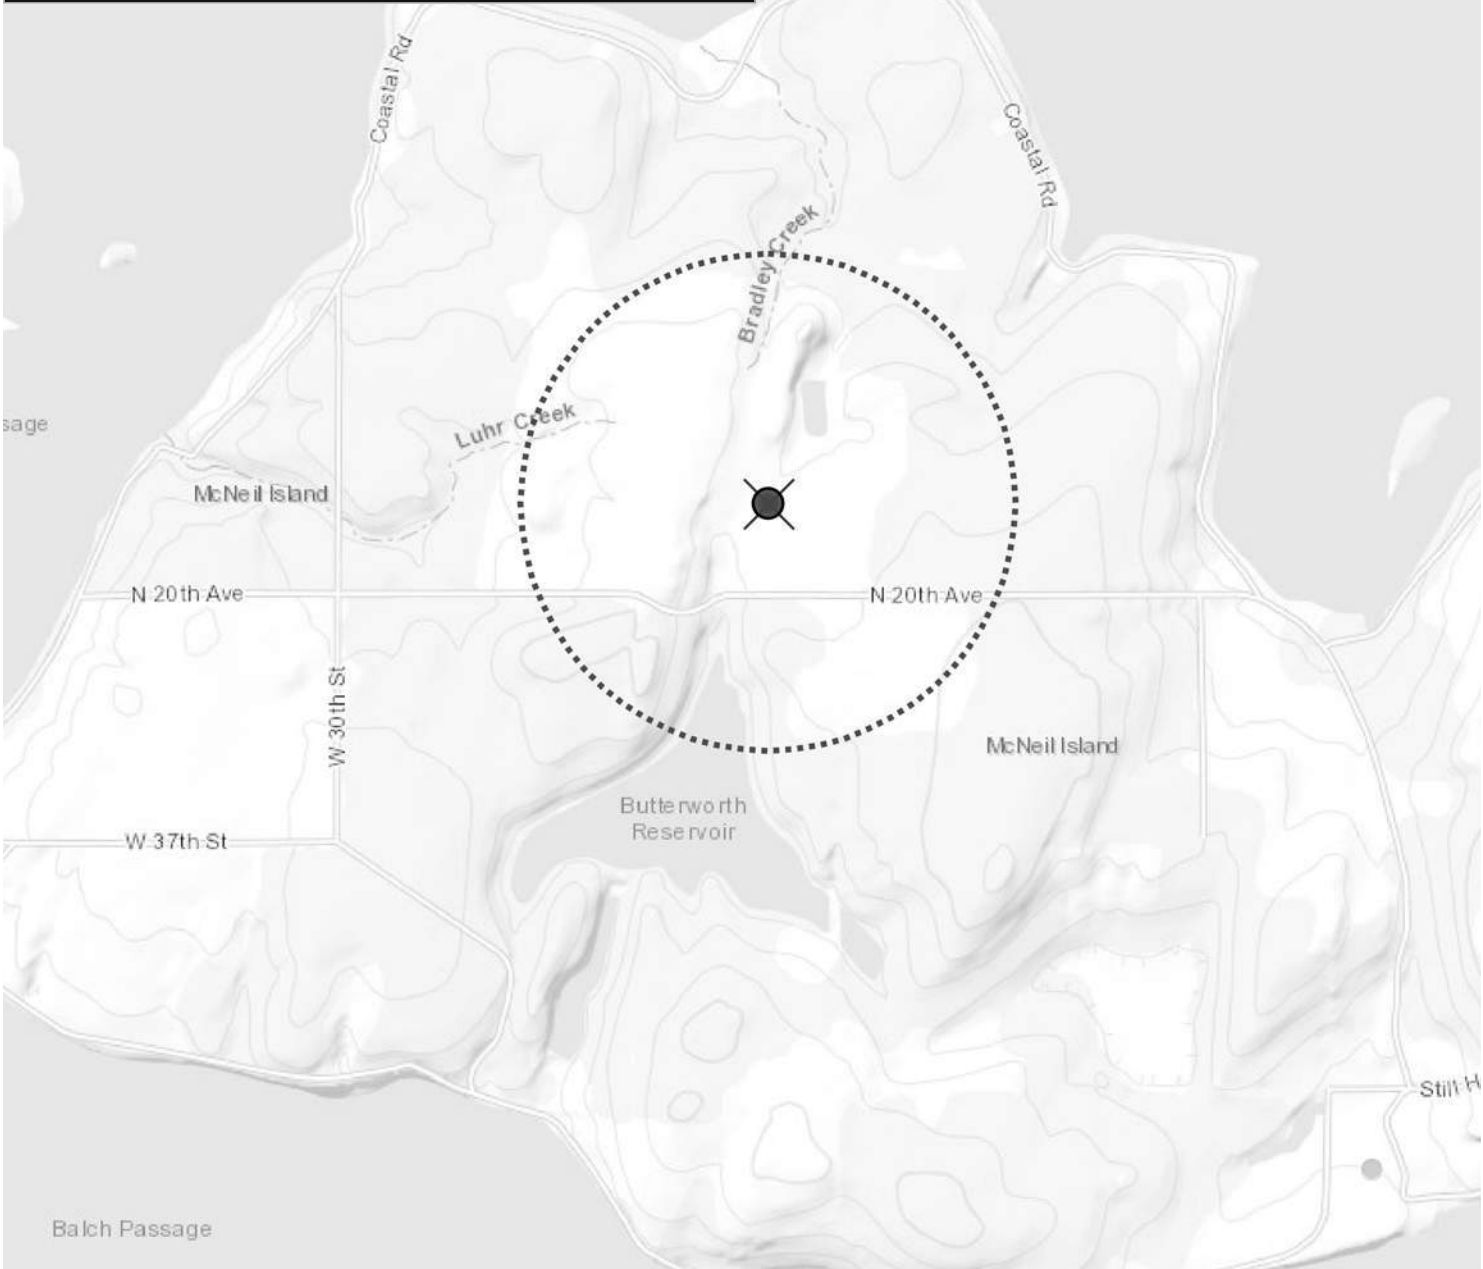 Coastal Rd
Coastal Rd
Bradley Creek
Luhr Creek
sage
McNeil Island
N 20th Ave
N 20th Ave
W 30th St
McNeil Island
Butterworth
Reservoir
W 37th St
Still H
Balch Passage